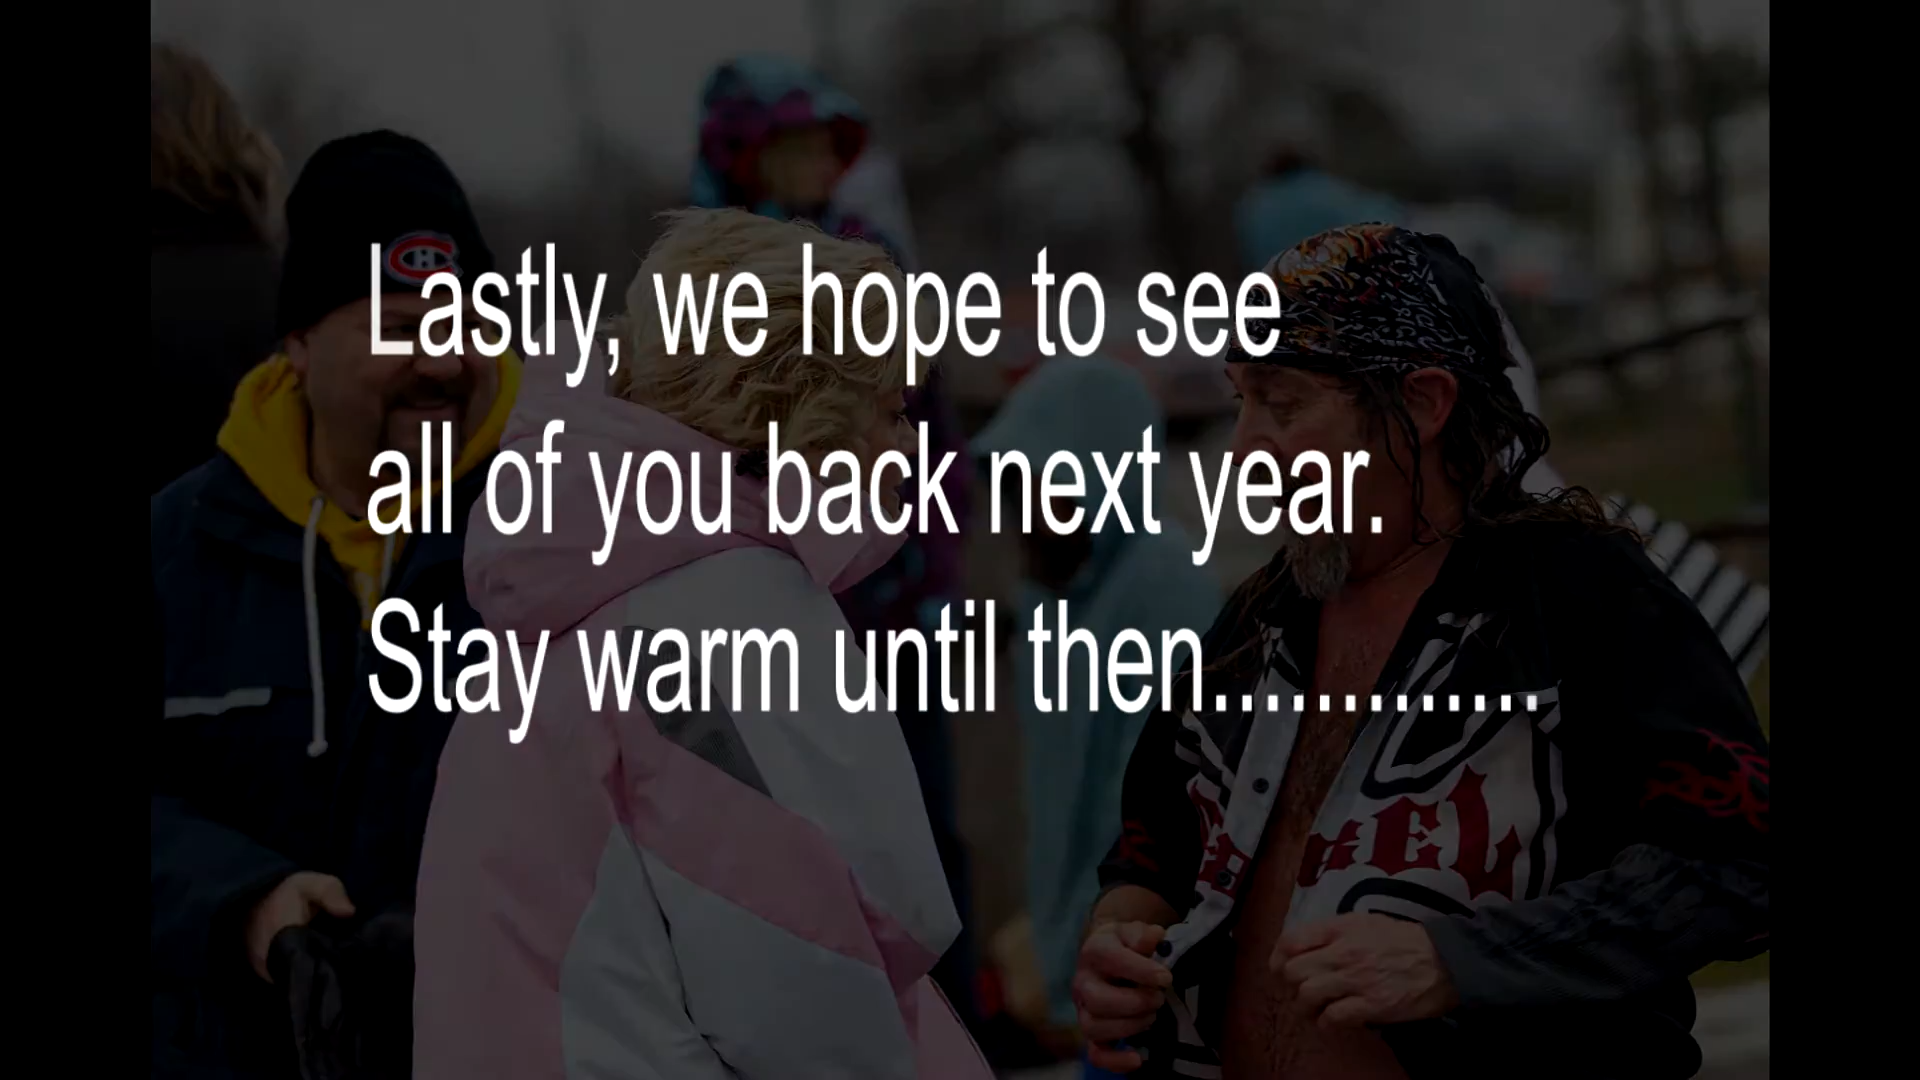 Lastly, we hope to see
all of you back next year.
Stay warm until then.............